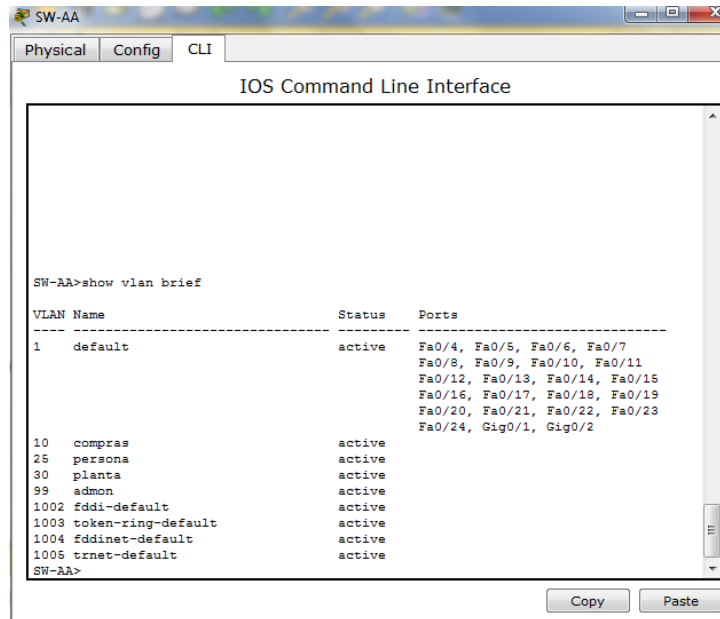 SW-AA
Physical Config CLI
IOS Command Line Interface
SW-AA>show vlan brief
VLAN Name Status Ports
---- -------------------------------- --------- -------------------------------
1 default active Fa0/4, Fa0/5, Fa0/6, Fa0/7
Fa0/8, Fa0/9, Fa0/10, Fa0/11
Fa0/12, Fa0/13, Fa0/14, Fa0/15
Fa0/16, Fa0/17, Fa0/18, Fa0/19
Fa0/20, Fa0/21, Fa0/22, Fa0/23
Fa0/24, Gig0/1, Gig0/2
10 compras active
25 persona active
30 planta active
99 admon active
1002 fddi-default active
1003 token-ring-default active
1004 fddinet-default active
1005 trnet-default active
SW-AA>
Copy Paste